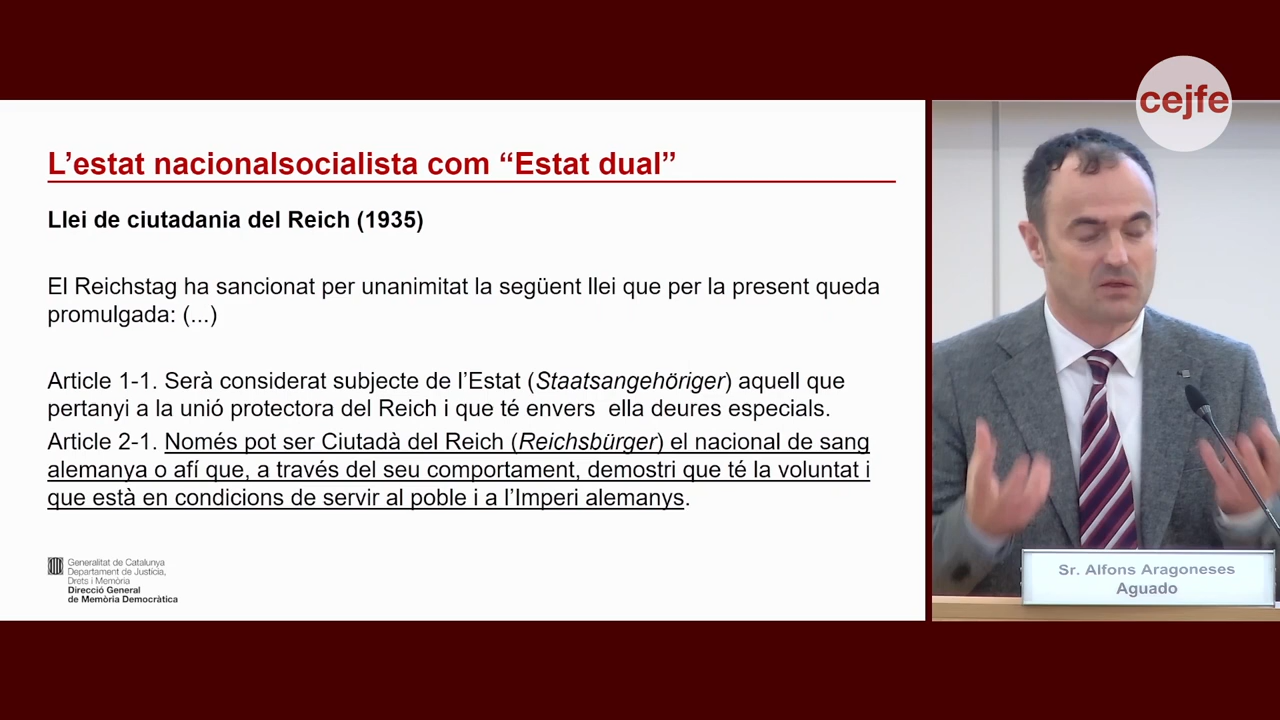 cejfe
L’estat nacionalsocialista com “Estat dual”
Llei de ciutadania del Reich (1935)
El Reichstag ha sancionat per unanimitat la següent llei que per la present queda
promulgada: (...)
Article 1-1. Serà considerat subjecte de l’Estat (Staatsangehöriger) aquell que
pertanyi a la unió protectora del Reich i que té envers ella deures especials.
Article 2-1. Només pot ser Ciutadà del Reich (Reichsbürger) el nacional de sang
alemanya o afí que, a través del seu comportament, demostri que té la voluntat i
que està en condicions de servir al poble i a l’Imperi alemanys.
Generalitat de Catalunya
Departament de Justícia,
Drets i Memòria
Direcció General
de Memòria Democràtica
Sr. Alfons Aragoneses
Aguado